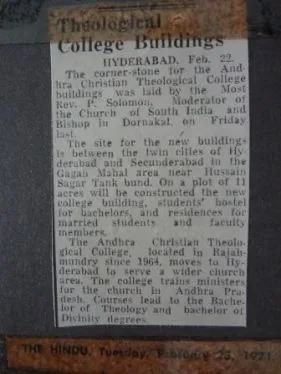 Theological
College Buildings
HYDERABAD, Feb. 22.
The corner-stone for the And-
hra Christian Theological College
buildings was laid by the Most
Rev. P. Solomon, Moderator of
the Church of South India and
Bishop in Dornakal, on Friday
last.
The site for the new buildings
is between the twin cities of Hy-
derabad and Secunderabad in the
Gagan Mahal area near Hussain
Sagar Tank bund. On a plot of 11
acres will be constructed the new
college building, students' hostel
for bachelors, and residences for
married students and faculty
members.
The Andhra Christian Theolo-
gical College, located in Rajah-
mundry since 1964, moves to Hy-
derabad to serve a wider church
area. The college trains ministers
for the church in Andhra Pra-
desh. Courses lead to the Bache-
lor of Theology and bachelor of
Divinity degrees.
THE HINDU, Tuesday, February 23, 1971.